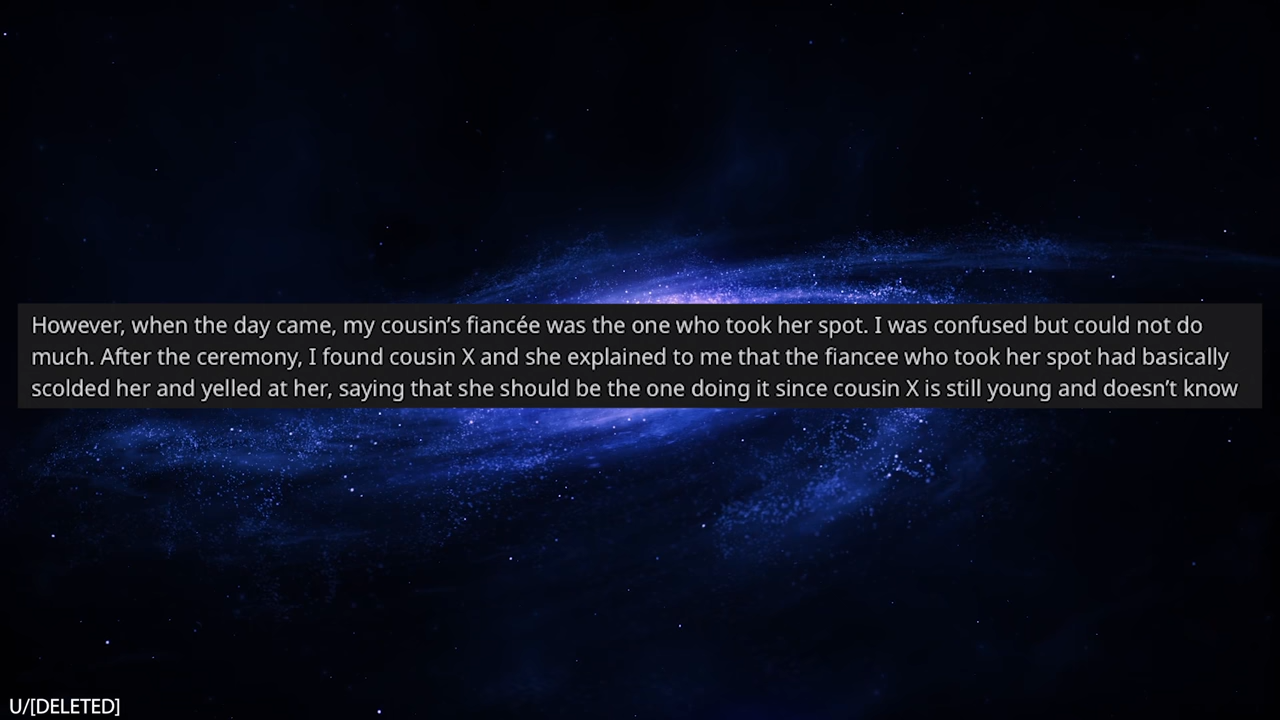 However, when the day came, my cousin’s fiancée was the one who took her spot. I was confused but could not do
much. After the ceremony, I found cousin X and she explained to me that the fiancee who took her spot had basically
scolded her and yelled at her, saying that she should be the one doing it since cousin X is still young and doesn’t know
U/[DELETED]